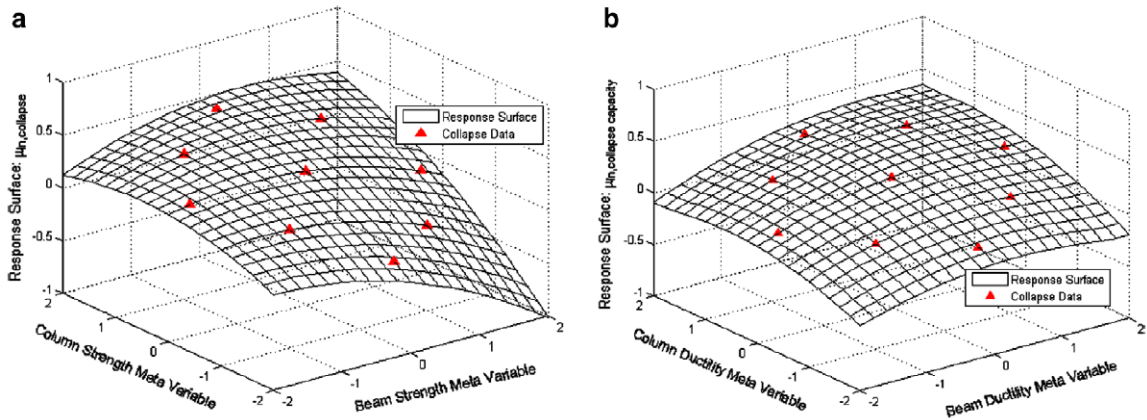 a
Response Surface: μln,collapse
1
0.5
0
-0.5
-1
2
1
0
-1
-2
Column Strength Meta Variable
-2
-1
0
1
2
Beam Strength Meta Variable
Response Surface
Collapse Data
b
Response Surface: μln,collapse capacity
1
0.5
0
-0.5
-1
2
1
0
-1
-2
Column Ductility Meta Variable
-2
-1
0
1
2
Beam Ductility Meta Variable
Response Surface
Collapse Data